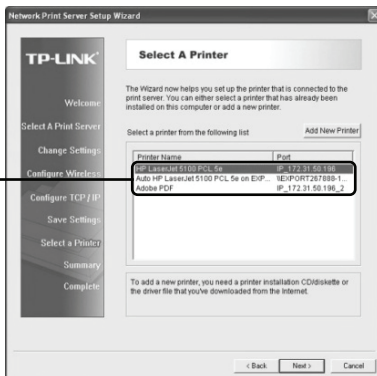 Network Print Server Setup Wizard
TP-LINK
Welcome
Select A Print Server
Change Settings
Configure Wireless
Configure TCP/IP
Save Settings
Select a Printer
Summary
Complete
Select A Printer
The Wizard now helps you set up the printer that is connected to the
print server. You can either select a printer that has already been
installed on this computer or add a new printer.
Select a printer from the following list
Add New Printer
Printer Name Port
HP LaserJet 5100 PCL 5e IP_172.31.50.196
Auto HP LaserJet 5100 PCL 5e on EXP... \\EXPORT267888-1...
Adobe PDF IP_172.31.50.196_2
To add a new printer, you need a printer installation CD/diskette or
the driver file that you've downloaded from the Internet.
< Back Next > Cancel